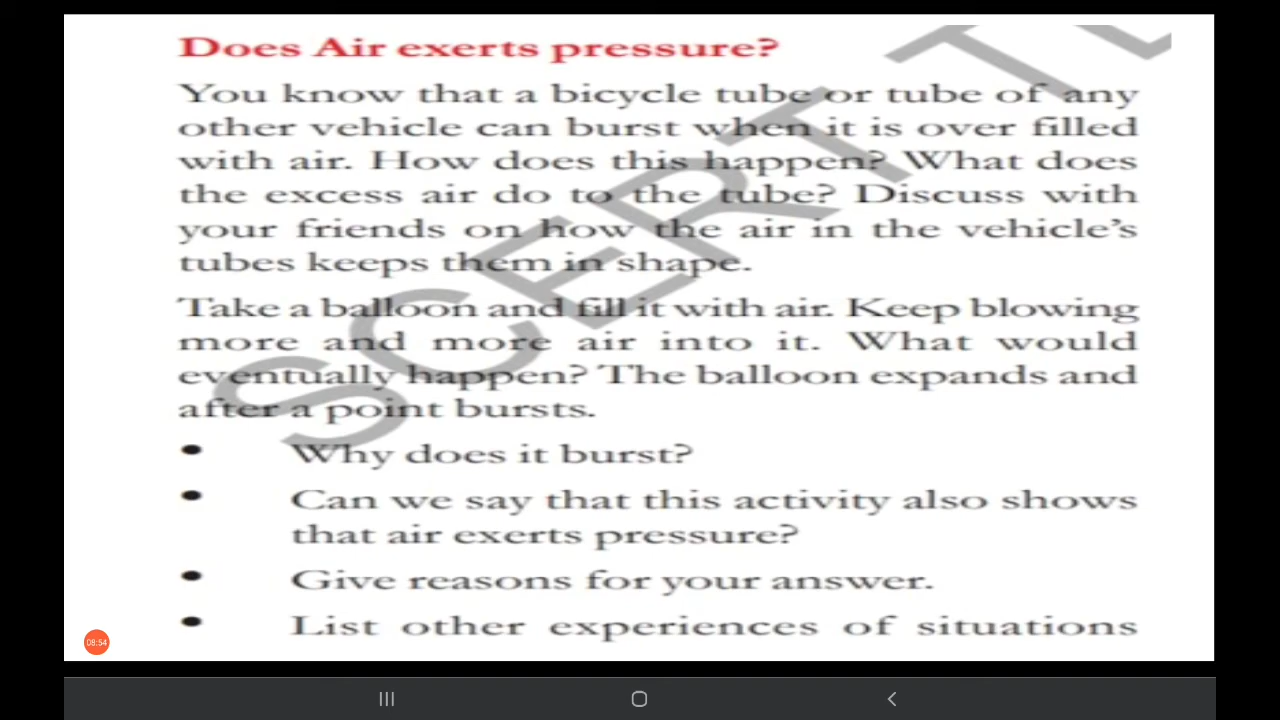 Does Air exerts pressure?
You know that a bicycle tube or tube of any
other vehicle can burst when it is over filled
with air. How does this happen? What does
the excess air do to the tube? Discuss with
your friends on how the air in the vehicle's
tubes keeps them in shape.
Take a balloon and fill it with air. Keep blowing
more and more air into it. What would
eventually happen? The balloon expands and
after a point bursts.
• Why does it burst?
• Can we say that this activity also shows
that air exerts pressure?
• Give reasons for your answer.
• List other experiences of situations
08:54
SCERT TE